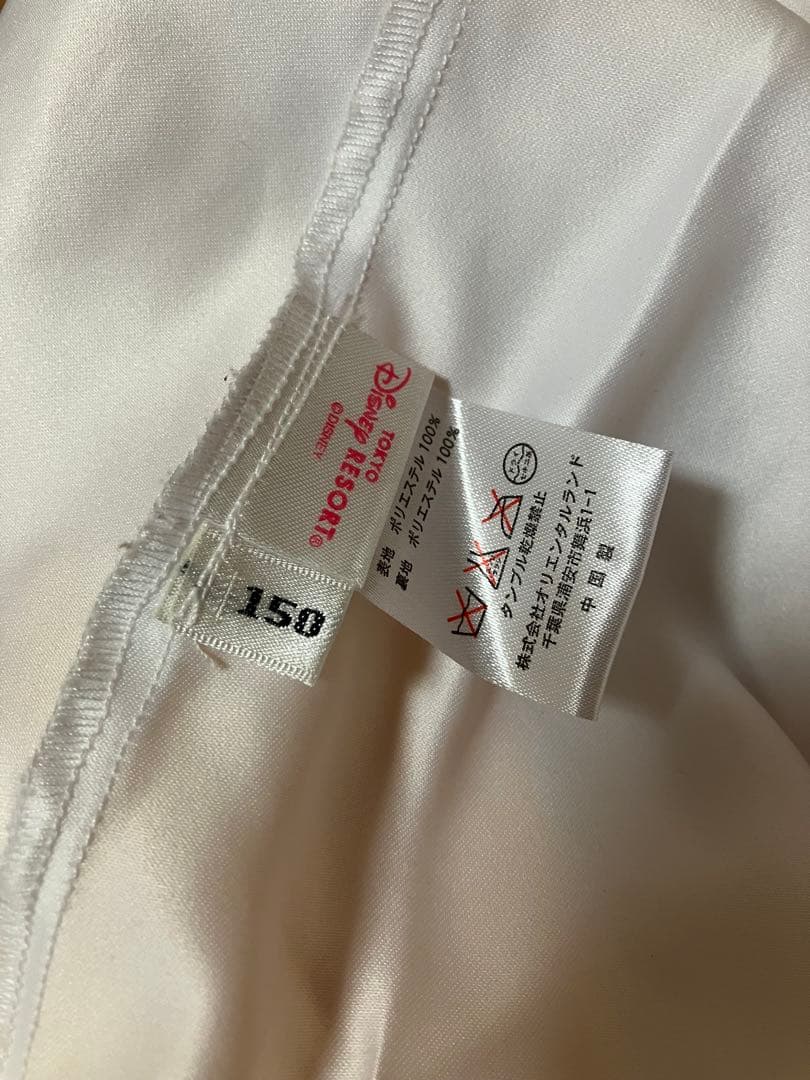 TOKYO
DISNEY RESORT®
©DISNEY
150
表地 ポリエステル 100%
裏地 ポリエステル 100%
タンブル乾燥禁止
株式会社オリエンタルランド
千葉県浦安市舞浜1-1
中国製